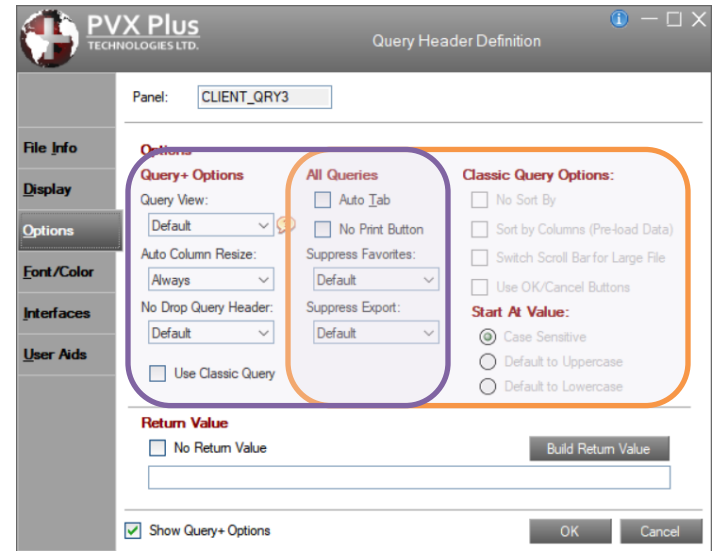 PVX Plus
TECHNOLOGIES LTD.
Query Header Definition
Panel: CLIENT_QRY3
File Info
Display
Options
Font/Color
Interfaces
User Aids
Options
Query+ Options
Query View:
Default
Auto Column Resize:
Always
No Drop Query Header:
Default
Use Classic Query
All Queries
Auto Tab
No Print Button
Suppress Favorites:
Default
Suppress Export:
Default
Classic Query Options:
No Sort By
Sort by Columns (Pre-load Data)
Switch Scroll Bar for Large File
Use OK/Cancel Buttons
Start At Value:
Case Sensitive
Default to Uppercase
Default to Lowercase
Return Value
No Return Value
Build Return Value
Show Query+ Options
OK Cancel